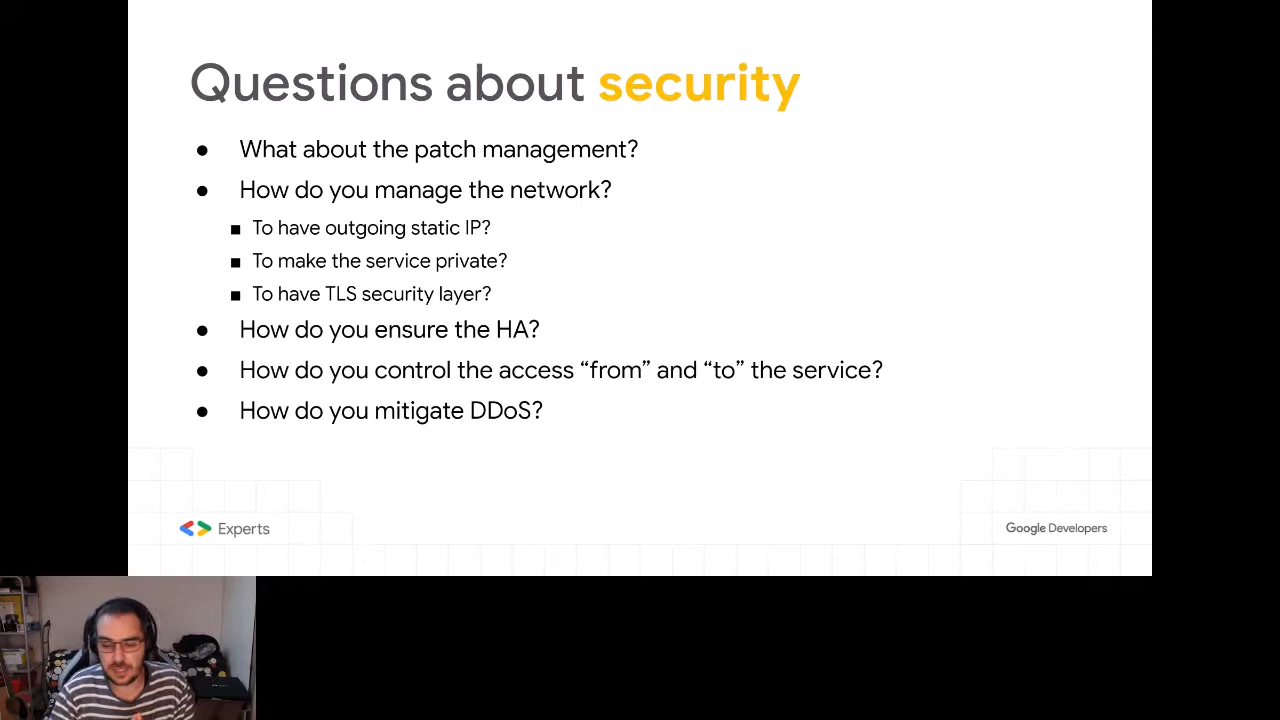 Questions about security
● What about the patch management?
● How do you manage the network?
■ To have outgoing static IP?
■ To make the service private?
■ To have TLS security layer?
● How do you ensure the HA?
● How do you control the access “from” and “to” the service?
● How do you mitigate DDoS?
Experts
Google Developers